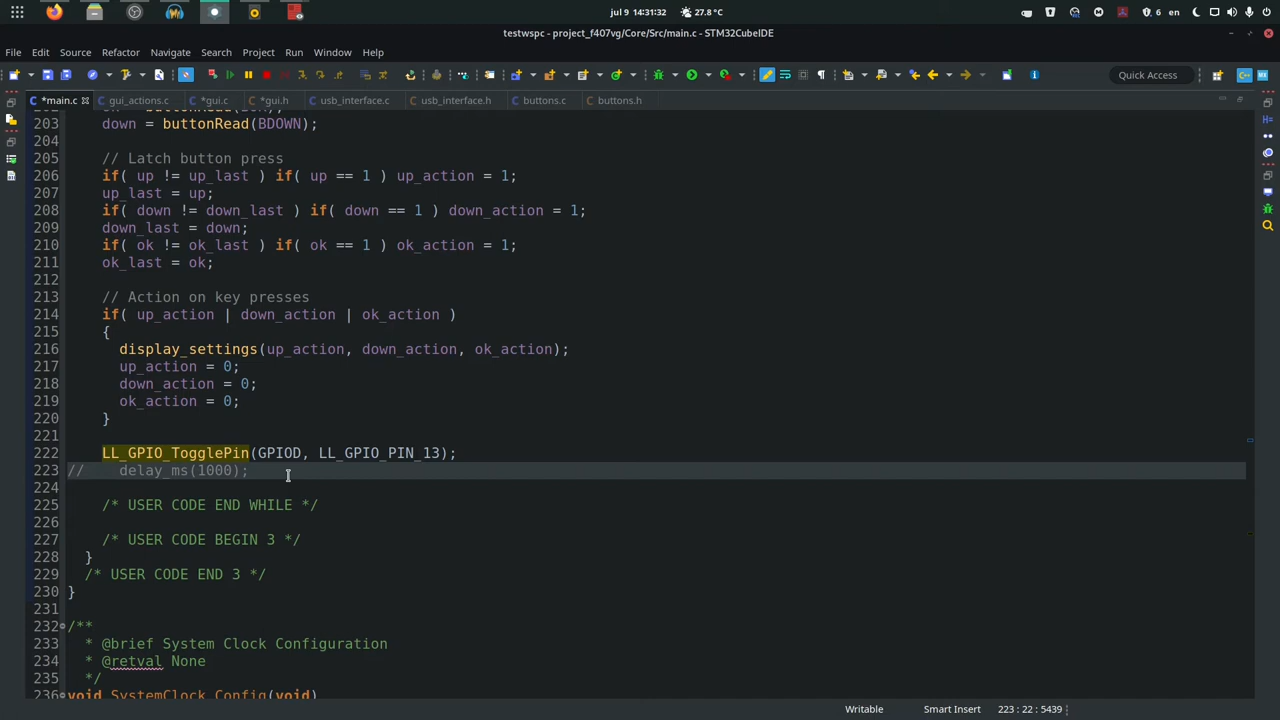 jul 9 14:31:32
27.8 °C
6 en
testwspc - project_f407vg/Core/Src/main.c - STM32CubeIDE
File Edit Source Refactor Navigate Search Project Run Window Help
Quick Access
*main.c gui_actions.c *gui.c *gui.h usb_interface.c usb_interface.h buttons.c buttons.h
203 down = buttonRead(BDOWN);
204
205 // Latch button press
206 if( up != up_last ) if( up == 1 ) up_action = 1;
207 up_last = up;
208 if( down != down_last ) if( down == 1 ) down_action = 1;
209 down_last = down;
210 if( ok != ok_last ) if( ok == 1 ) ok_action = 1;
211 ok_last = ok;
212
213 // Action on key presses
214 if( up_action | down_action | ok_action )
215 {
216 display_settings(up_action, down_action, ok_action);
217 up_action = 0;
218 down_action = 0;
219 ok_action = 0;
220 }
221
222 LL_GPIO_TogglePin(GPIOD, LL_GPIO_PIN_13);
223 // delay_ms(1000);
224
225 /* USER CODE END WHILE */
226
227 /* USER CODE BEGIN 3 */
228 }
229 /* USER CODE END 3 */
230 }
231
232 /**
233 * @brief System Clock Configuration
234 * @retval None
235 */
236 void SystemClock_Config(void)
Writable Smart Insert 223 : 22 : 5439